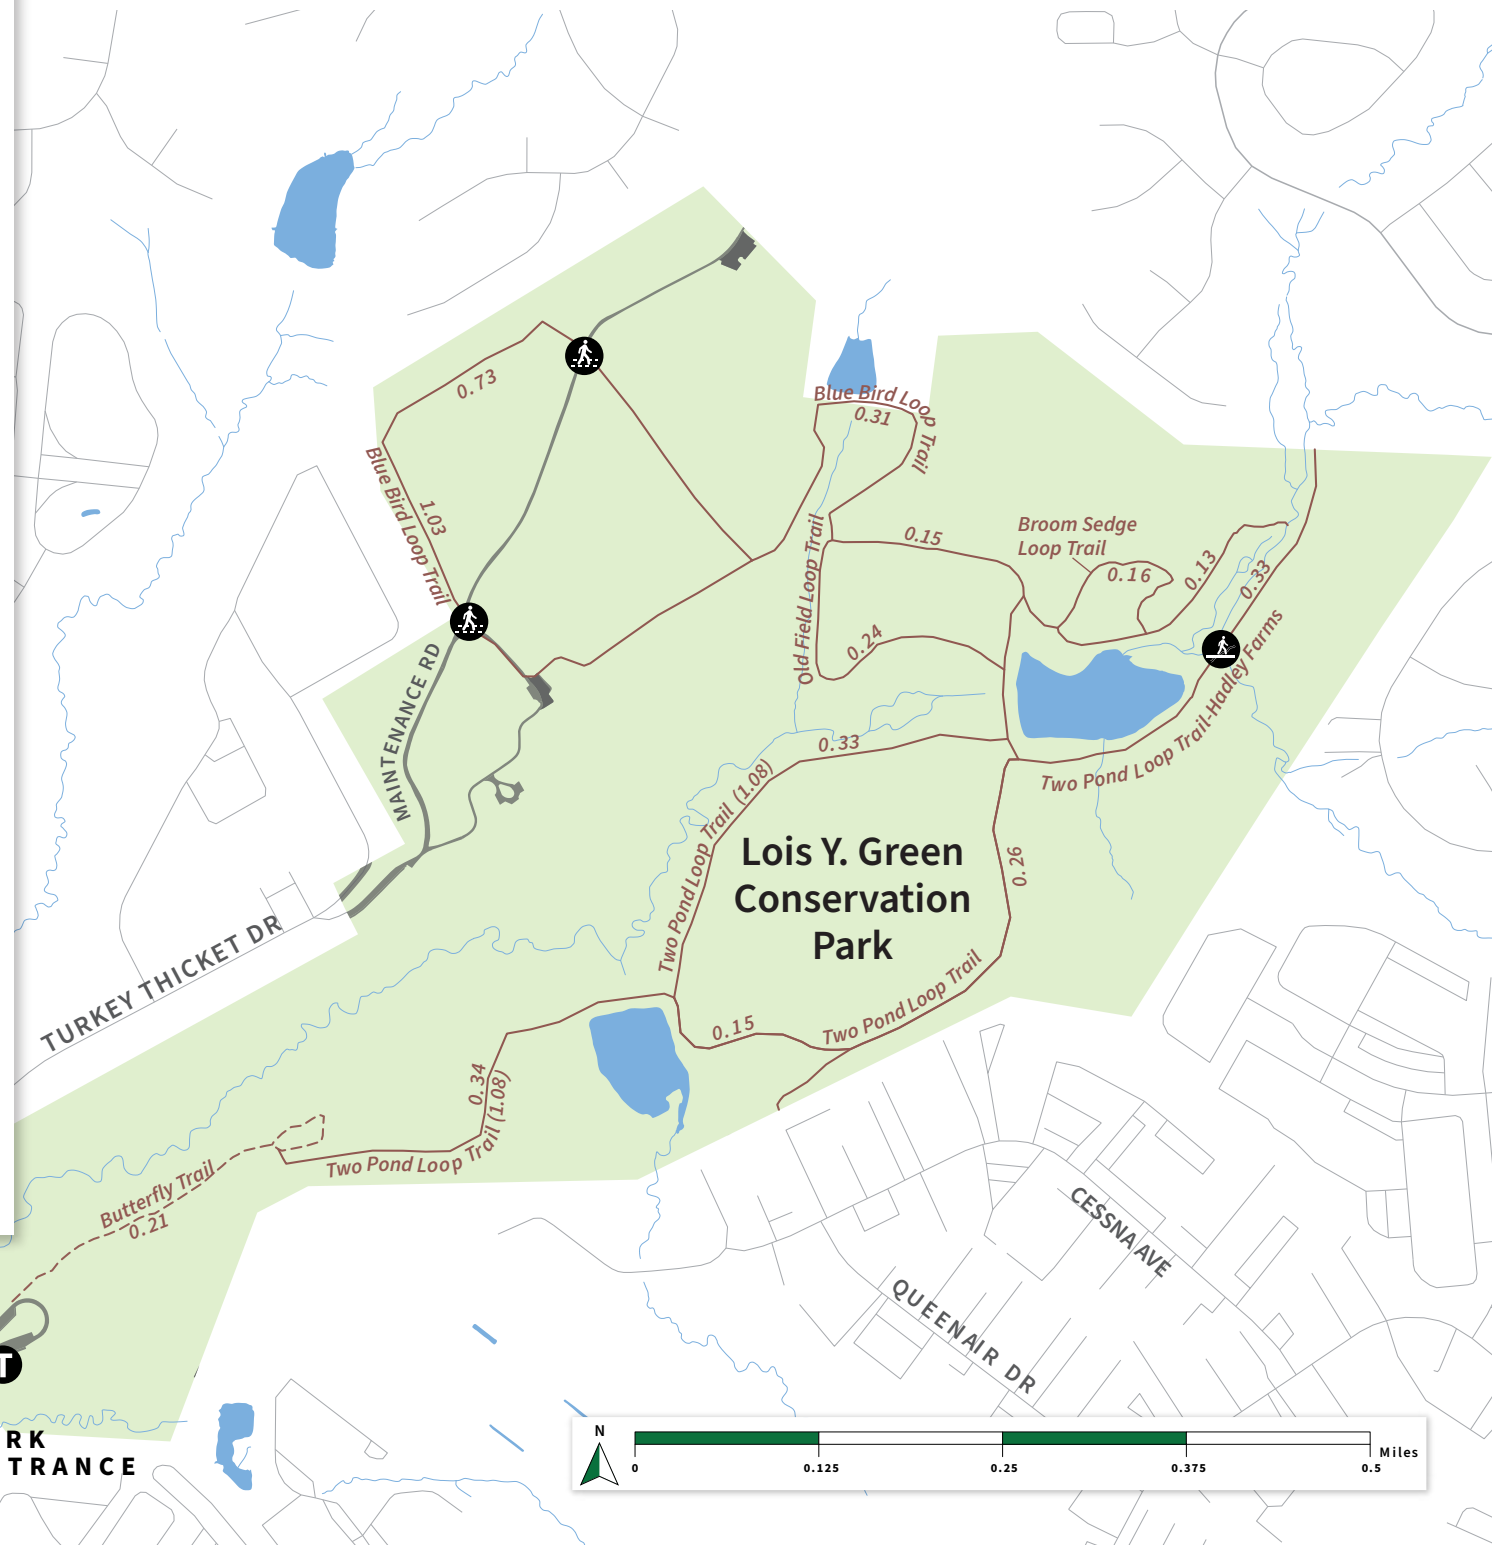 0.73
Blue Bird Loop Trail
0.31
Blue Bird Loop Trail
1.03
Old Field Loop Trail
0.15
Broom Sedge
Loop Trail
0.16
0.13
0.33
0.24
MAINTENANCE RD
Two Pond Loop Trail-Hadley Farms
0.33
Two Pond Loop Trail (1.08)
Lois Y. Green
Conservation
Park
0.26
TURKEY THICKET DR
Two Pond Loop Trail
0.15
0.34
Two Pond Loop Trail (1.08)
Butterfly Trail
0.21
CESSNA AVE
QUEENAIR DR
T
RK
TRANCE
N
0
0.125
0.25
0.375
0.5
Miles